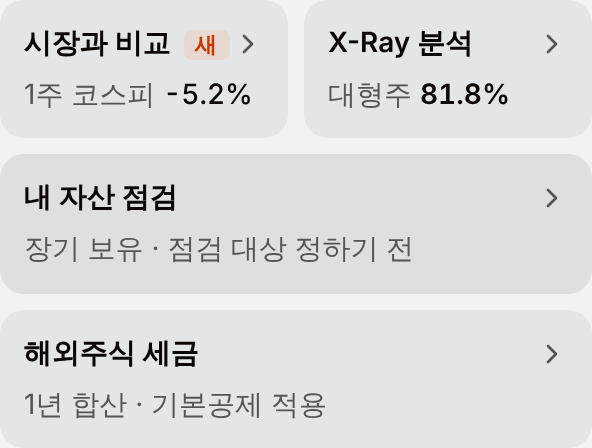 시장과 비교 새
1주 코스피 -5.2%
X-Ray 분석
대형주 81.8%
내 자산 점검
장기 보유 · 점검 대상 정하기 전
해외주식 세금
1년 합산 · 기본공제 적용